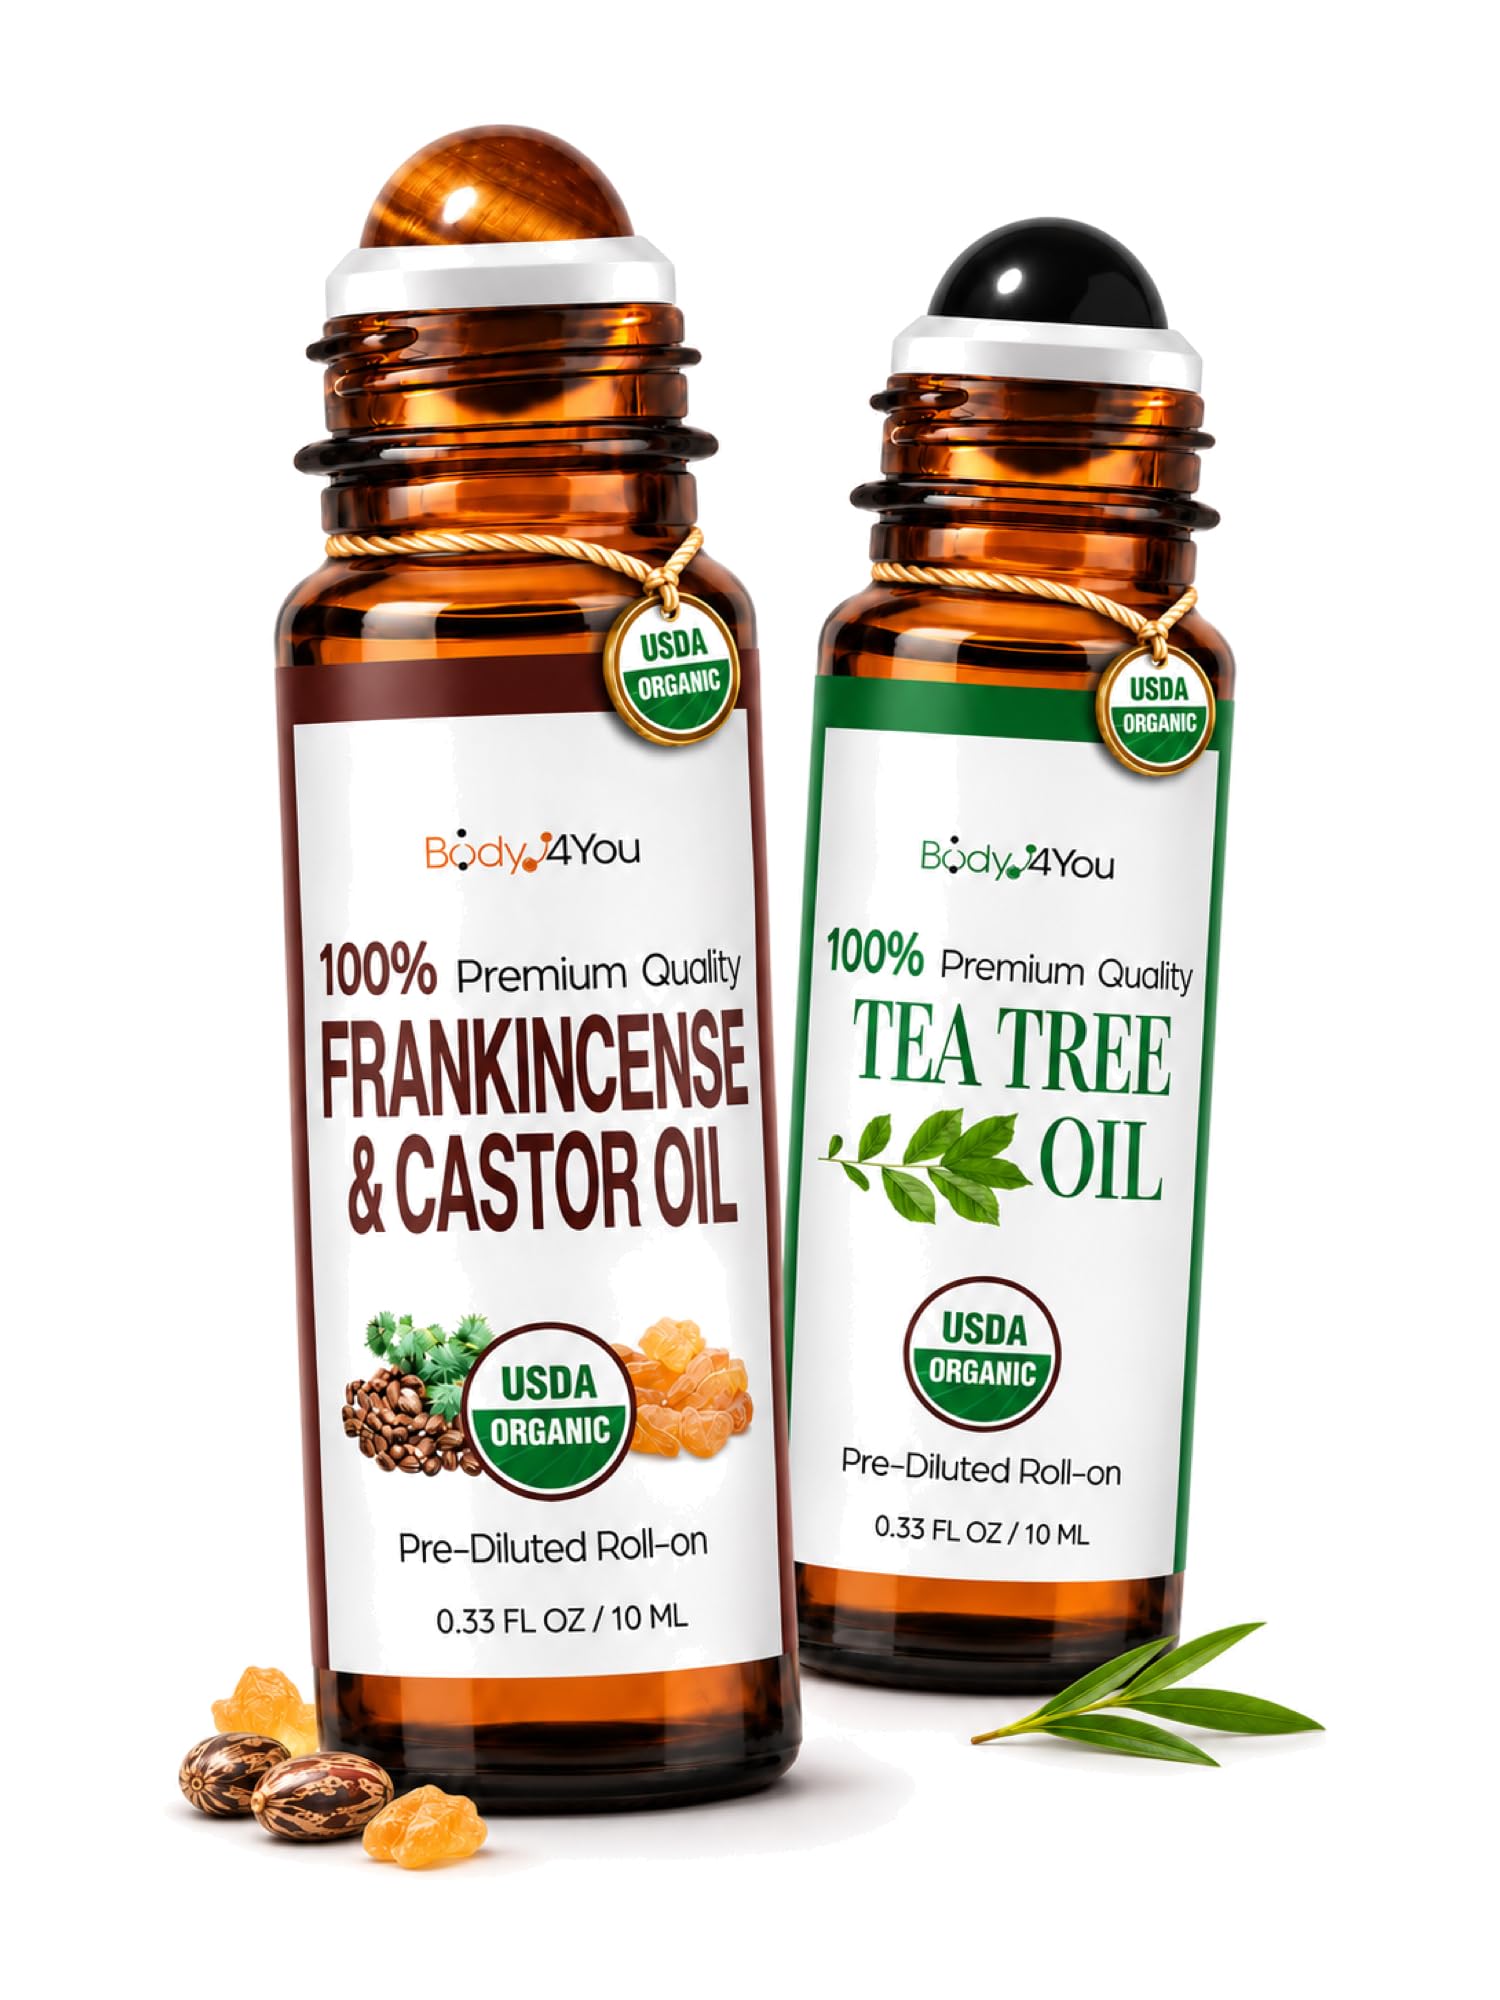 USDA
ORGANIC
Body4You
100% Premium Quality
FRANKINCENSE
& CASTOR OIL
USDA
ORGANIC
Pre-Diluted Roll-on
0.33 FL OZ / 10 ML
USDA
ORGANIC
Body4You
100% Premium Quality
TEA TREE
OIL
USDA
ORGANIC
Pre-Diluted Roll-on
0.33 FL OZ / 10 ML